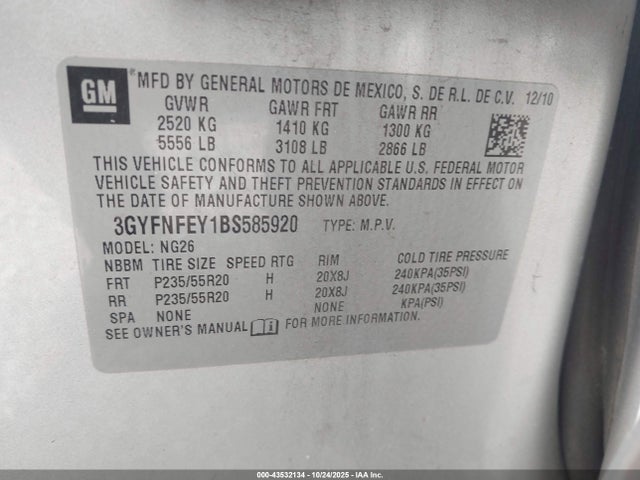 GM
MFD BY GENERAL MOTORS DE MEXICO, S. DE R.L. DE C.V. 12/10
GVWR GAWR FRT GAWR RR
2520 KG 1410 KG 1300 KG
5556 LB 3108 LB 2866 LB
THIS VEHICLE CONFORMS TO ALL APPLICABLE U.S. FEDERAL MOTOR
VEHICLE SAFETY AND THEFT PREVENTION STANDARDS IN EFFECT ON
THE DATE OF MANUFACTURE SHOWN ABOVE.
3GYFNFEY1BS585920 TYPE: M.P.V.
MODEL: NG26
NBBM TIRE SIZE SPEED RTG RIM COLD TIRE PRESSURE
FRT P235/55R20 H 20X8J 240KPA(35PSI)
RR P235/55R20 H 20X8J 240KPA(35PSI)
SPA NONE NONE KPA(PSI)
SEE OWNER'S MANUAL FOR MORE INFORMATION.
000-43532134 - 10/24/2025 - IAA, Inc.